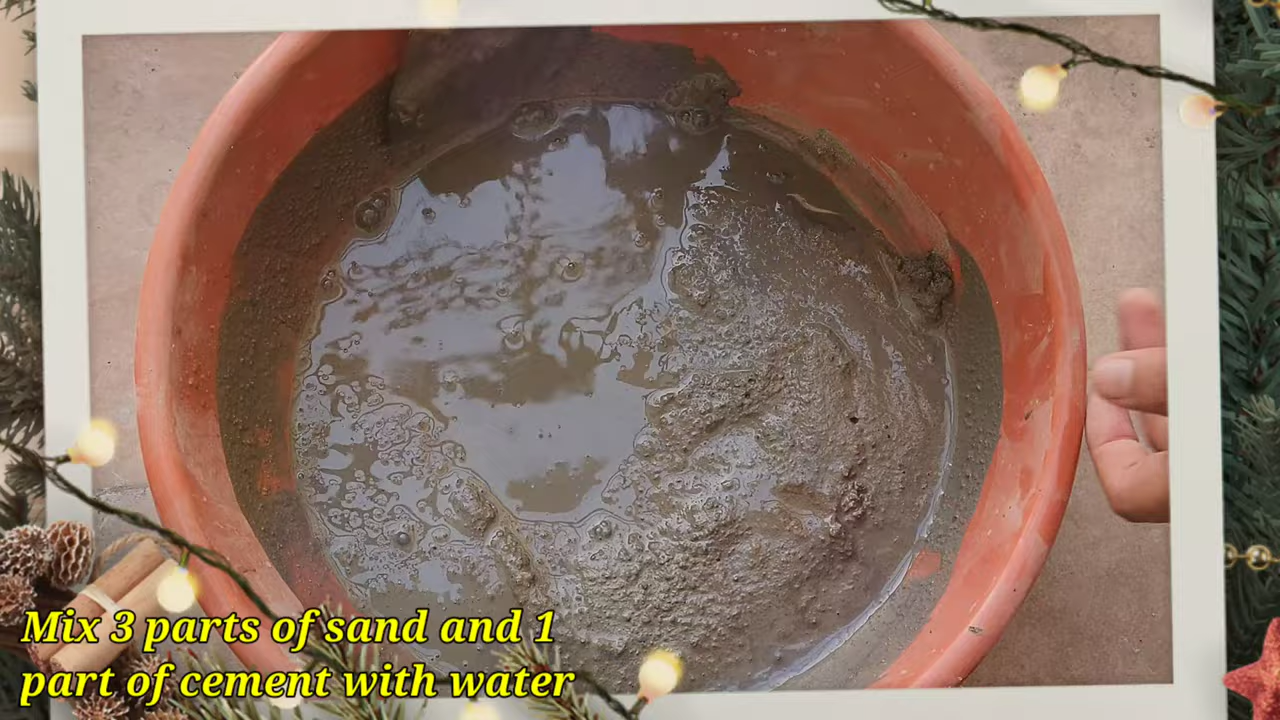 Mix 3 parts of sand and 1
part of cement with water